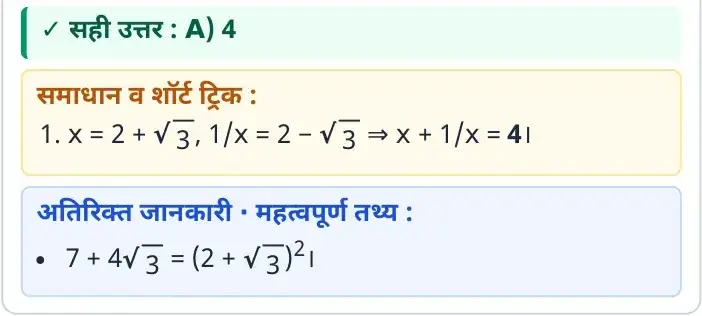 ✓ सही उत्तर : A) 4
समाधान व शॉर्ट ट्रिक :
1. x = 2 + √3, 1/x = 2 − √3 ⇒ x + 1/x = 4।
अतिरिक्त जानकारी · महत्वपूर्ण तथ्य :
• 7 + 4√3 = (2 + √3)²।